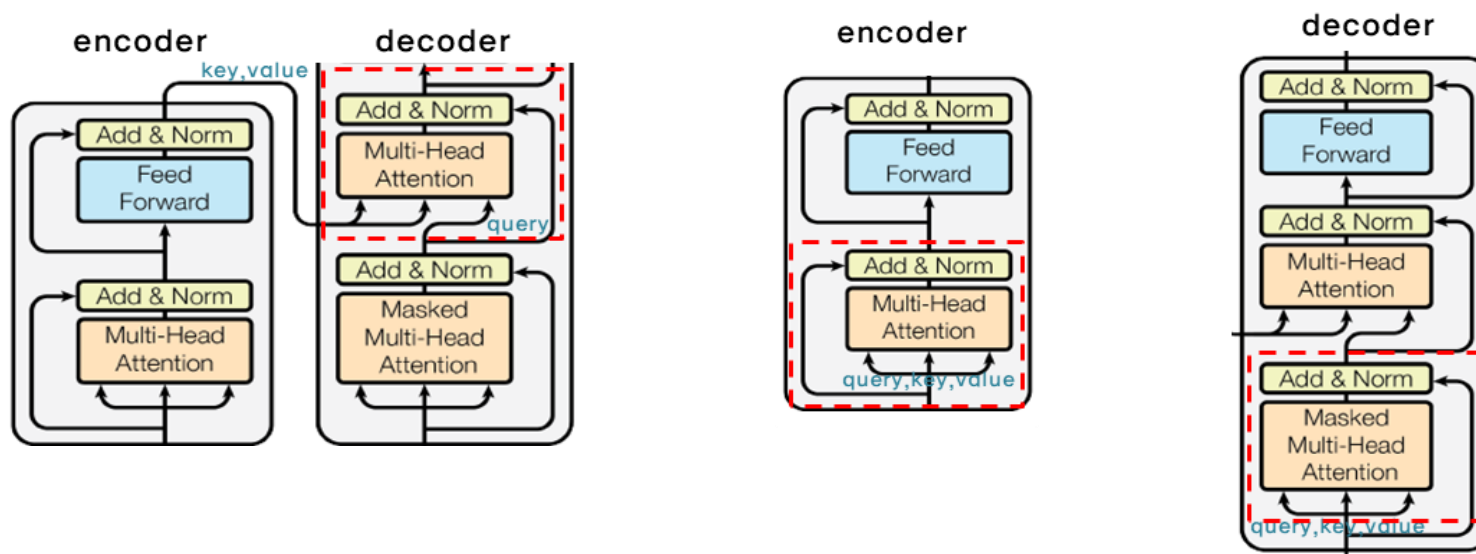 encoder
key,value
Add & Norm
Feed
Forward
Add & Norm
Multi-Head
Attention
decoder
Add & Norm
Multi-Head
Attention
query
Add & Norm
Masked
Multi-Head
Attention
encoder
Add & Norm
Feed
Forward
Add & Norm
Multi-Head
Attention
query,key,value
decoder
Add & Norm
Feed
Forward
Add & Norm
Multi-Head
Attention
Add & Norm
Masked
Multi-Head
Attention
query,key,value